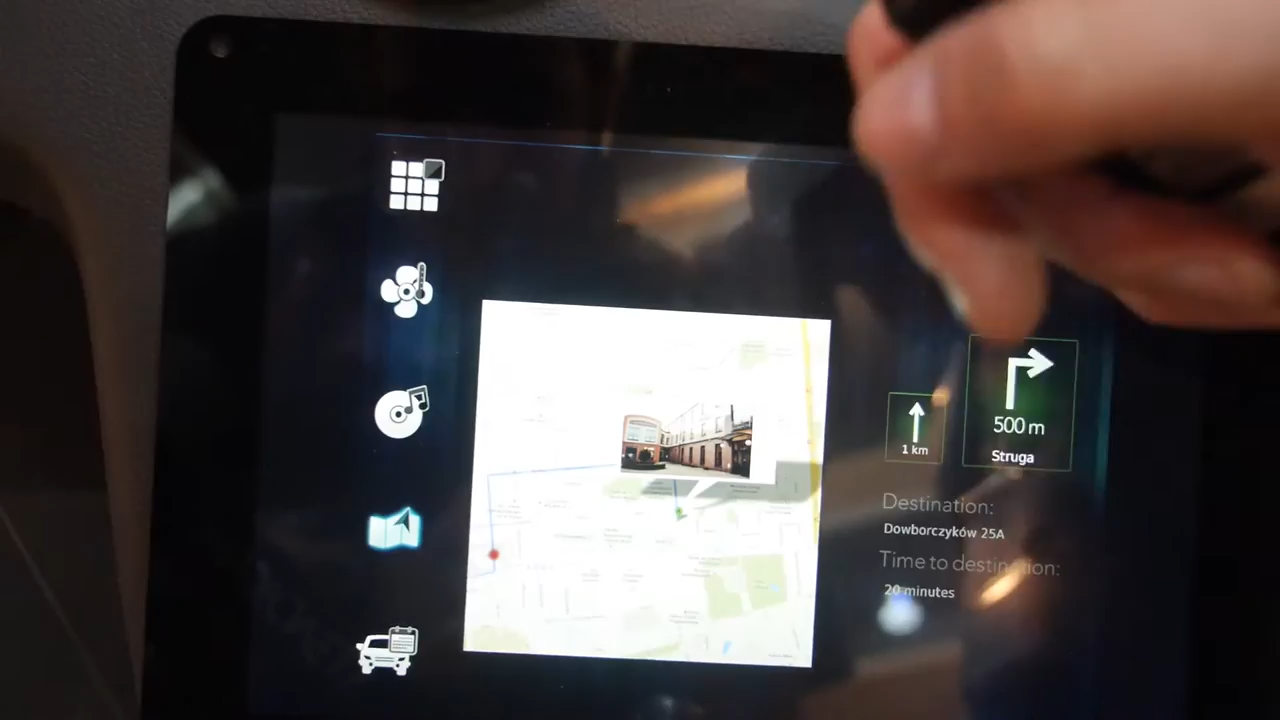 500 m
1 km
Struga
Destination:
Dowborczyków 25A
Time to destination:
20 minutes